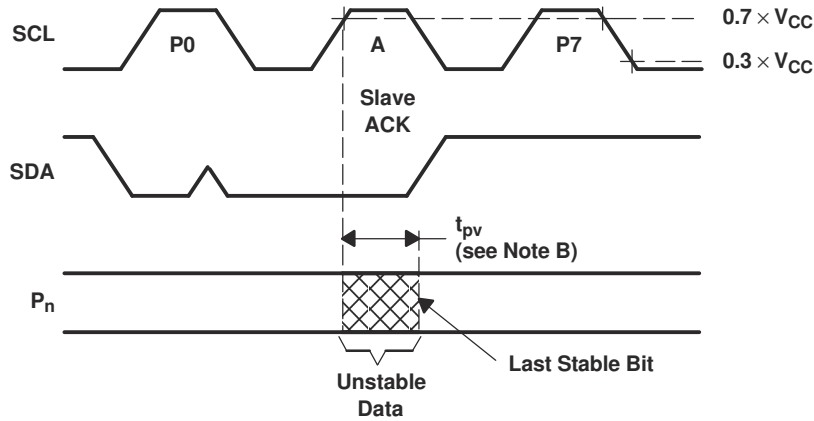 0.7 × VCC
SCL
P0
A
P7
0.3 × VCC
Slave
ACK
SDA
tpv
(see Note B)
Pn
Last Stable Bit
Unstable
Data